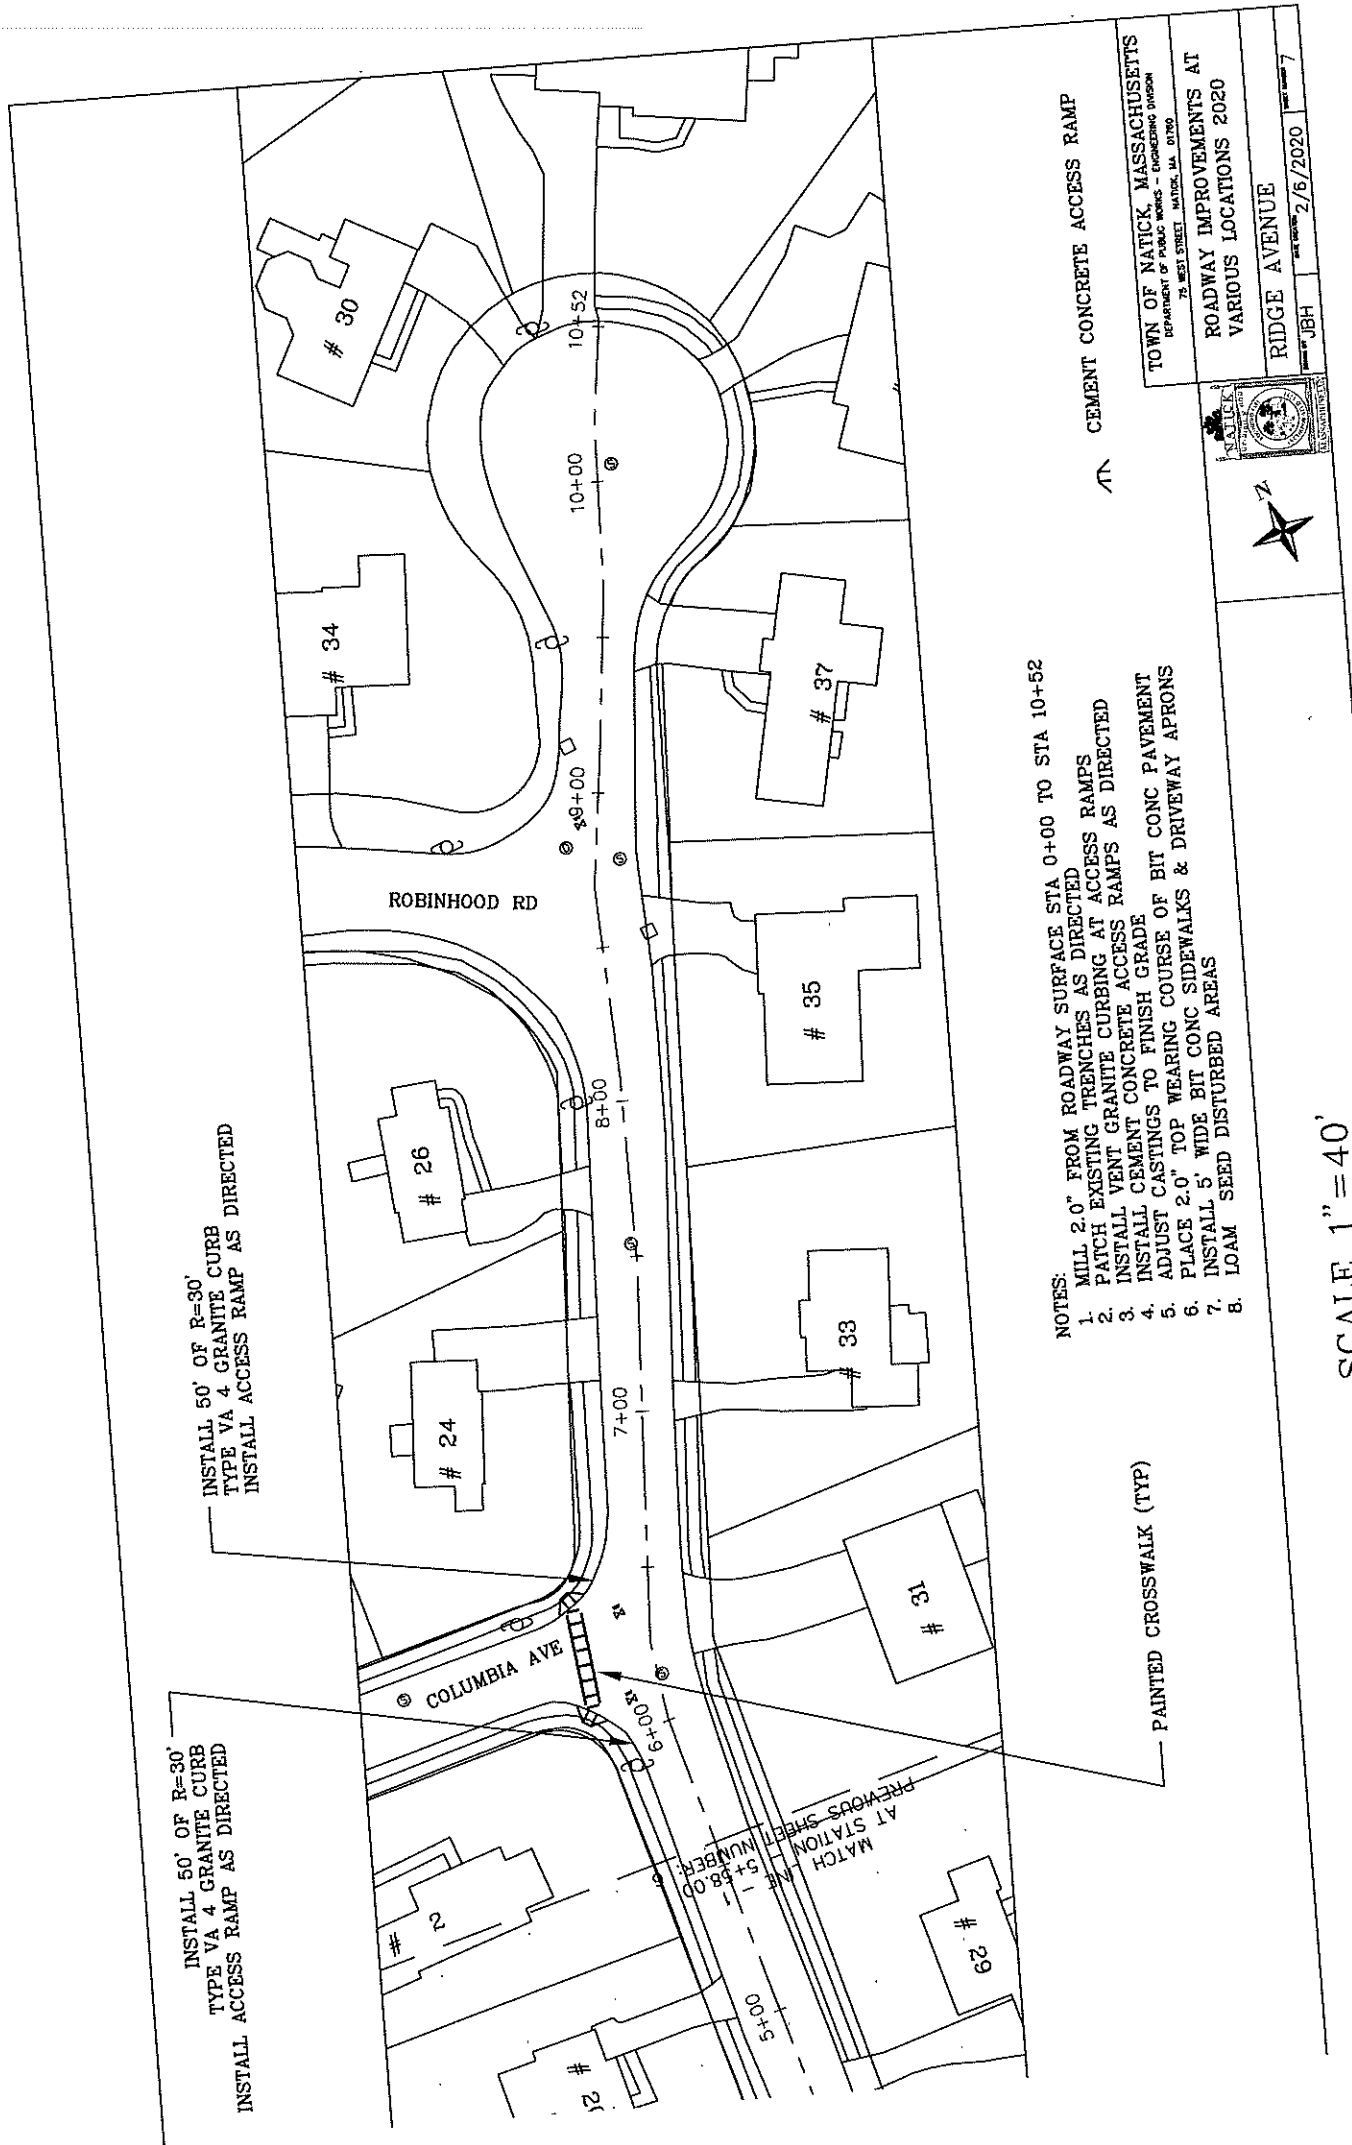 INSTALL 50' OF R=30'
TYPE VA 4 GRANITE CURB
INSTALL ACCESS RAMP AS DIRECTED
INSTALL 50' OF R=30'
TYPE VA 4 GRANITE CURB
INSTALL ACCESS RAMP AS DIRECTED
# 2
# 24
# 26
# 34
# 30
COLUMBIA AVE
ROBINHOOD RD
5+00
6+00
7+00
8+00
9+00
10+00
10+52
MATCH LINE - 1
AT STATION - 5+58.00
PREVIOUS SHEET NUMBER: 6
# 29
# 31
# 33
# 35
# 37
PAINTED CROSSWALK (TYP)
NOTES:
1. MILL 2.0" FROM ROADWAY SURFACE STA 0+00 TO STA 10+52
2. PATCH EXISTING TRENCHES AS DIRECTED
3. INSTALL VENT GRANITE CURBING AT ACCESS RAMPS
4. INSTALL CEMENT CONCRETE ACCESS RAMPS AS DIRECTED
5. ADJUST CASTINGS TO FINISH GRADE
6. PLACE 2.0" TOP WEARING COURSE OF BIT CONC PAVEMENT
7. INSTALL 5' WIDE BIT CONC SIDEWALKS & DRIVEWAY APRONS
8. LOAM SEED DISTURBED AREAS
CEMENT CONCRETE ACCESS RAMP
SCALE 1"=40'
N
NATICK
TOWN OF NATICK, MASSACHUSETTS
DEPARTMENT OF PUBLIC WORKS - ENGINEERING DIVISION
75 WEST STREET NATICK, MA 01760
ROADWAY IMPROVEMENTS AT
VARIOUS LOCATIONS 2020
RIDGE AVENUE
JBH
2/6/2020
7